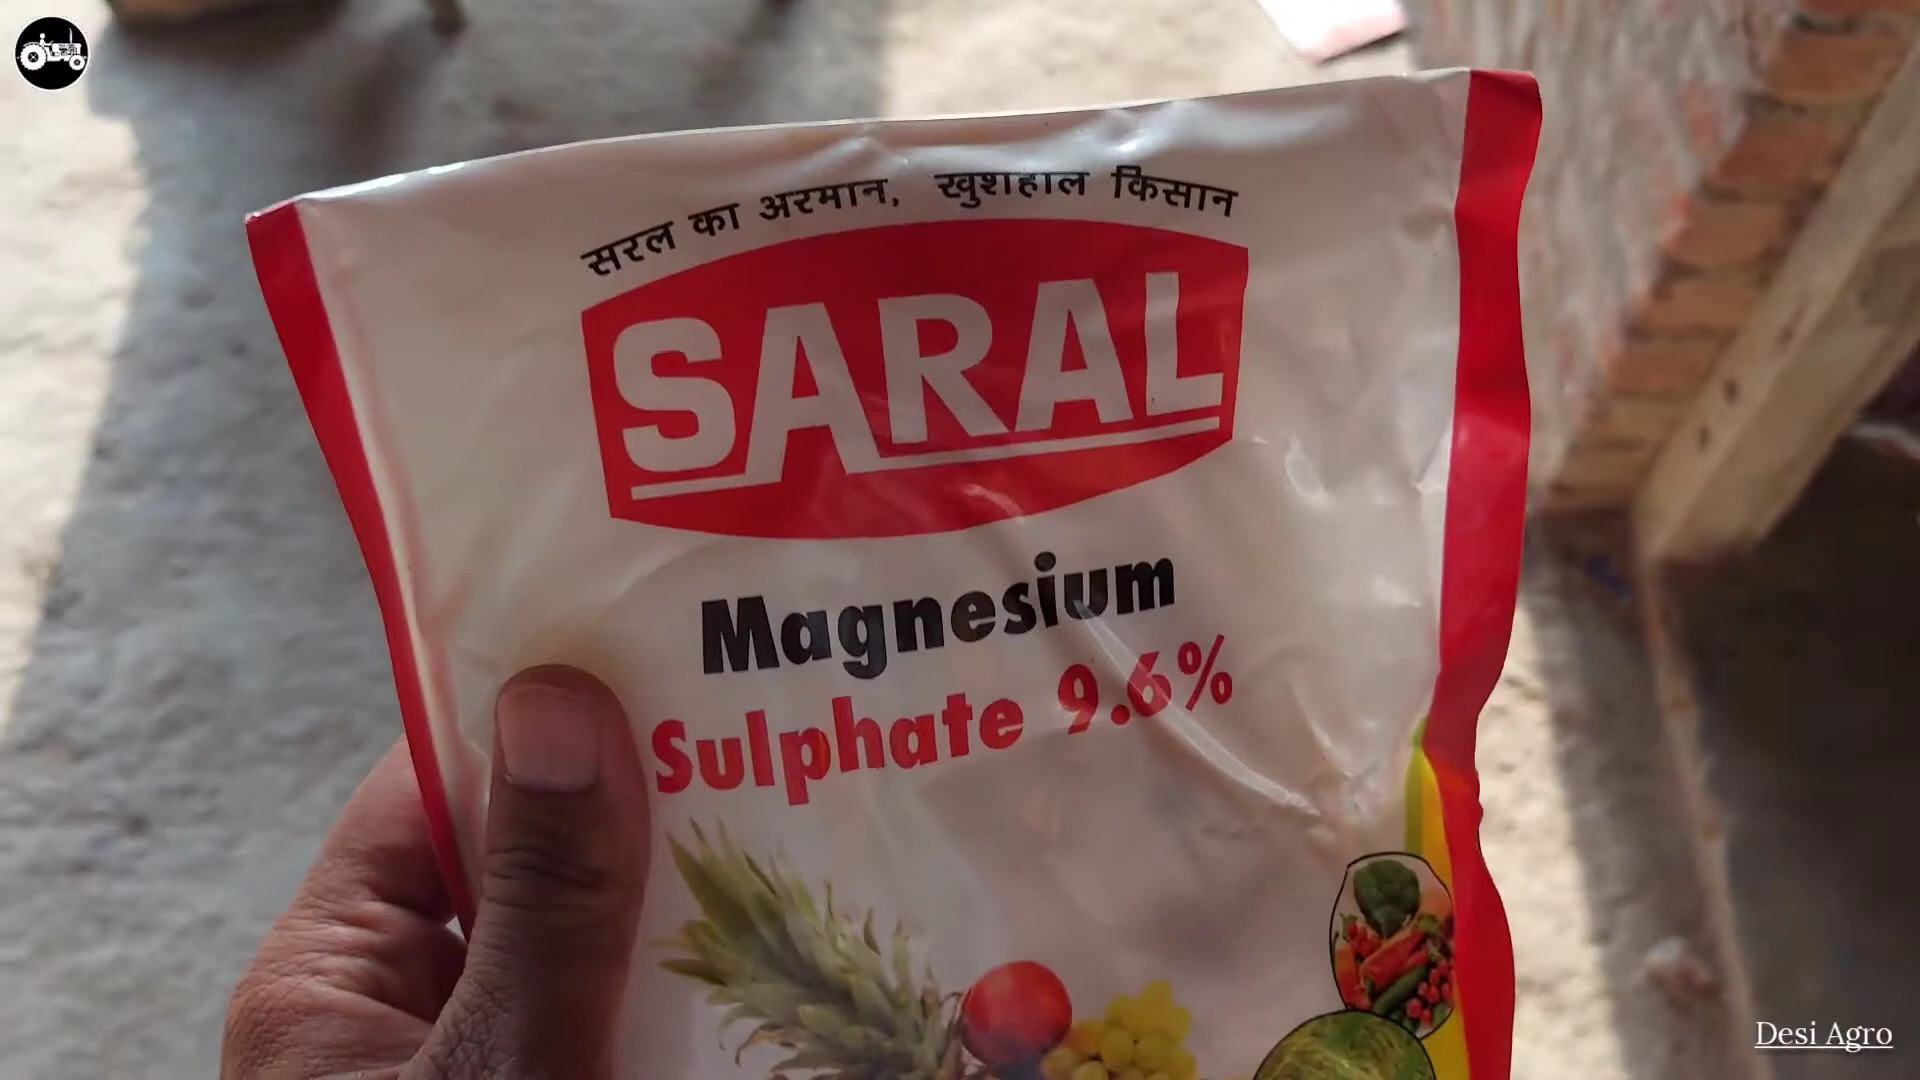 सरल का अरमान, खुशहाल किसान
SARAL
Magnesium
Sulphate 9.6%
Desi Agro